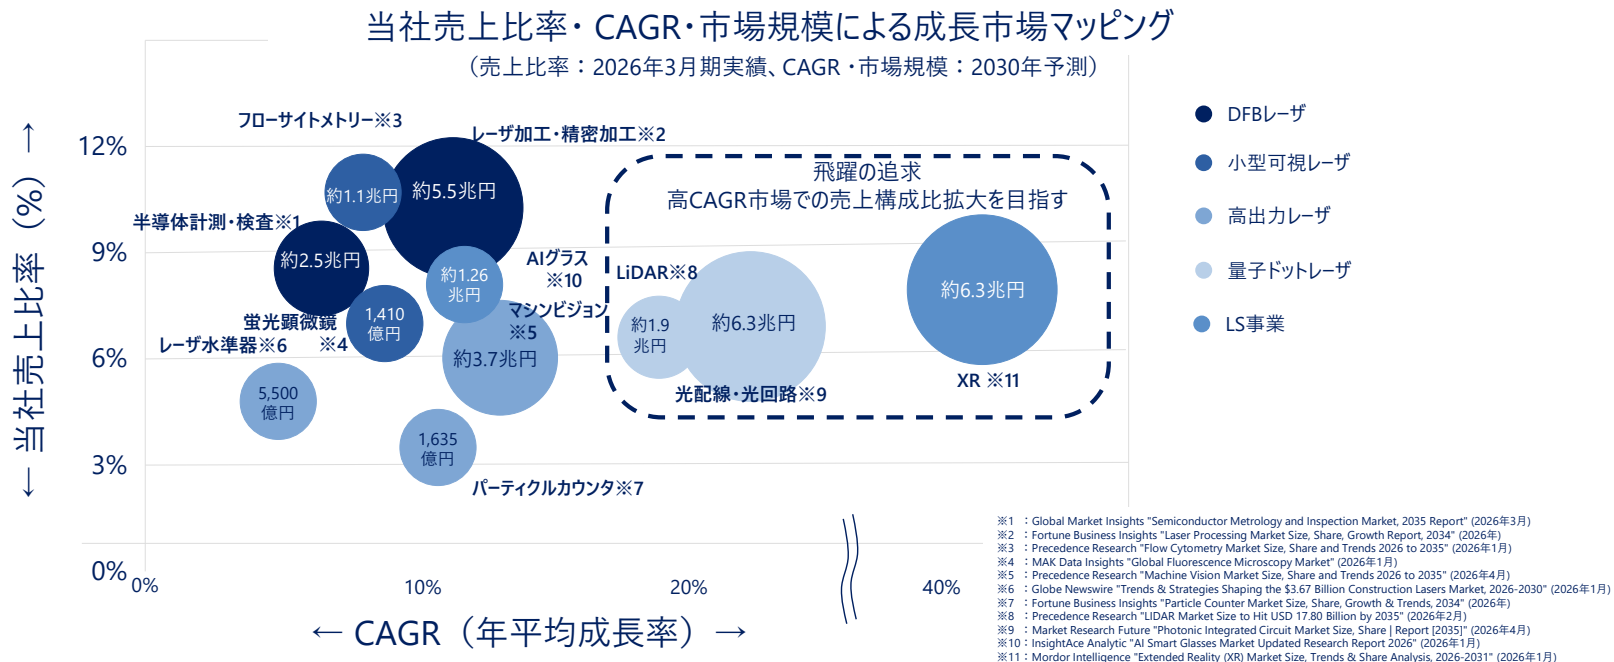 当社売上比率・ CAGR・市場規模による成長市場マッピング
（売上比率：2026年3月期実績、CAGR ・市場規模：2030年予測）
← 当社売上比率（%） →
12%
9%
6%
3%
0%
フローサイトメトリー※3
レーザ加工・精密加工※2
約1.1兆円
約5.5兆円
半導体計測・検査※1
約2.5兆円
約1.26
兆円
AIグラス
※10
蛍光顕微鏡
※4
1,410
億円
マシンビジョン
※5
約3.7兆円
レーザ水準器※6
5,500
億円
1,635
億円
パーティクルカウンタ※7
飛躍の追求
高CAGR市場での売上構成比拡大を目指す
LiDAR※8
約1.9
兆円
約6.3兆円
光配線・光回路※9
約6.3兆円
XR ※11
0%
10%
20%
40%
← CAGR（年平均成長率）→
DFBレーザ
小型可視レーザ
高出力レーザ
量子ドットレーザ
LS事業
※1 ：Global Market Insights "Semiconductor Metrology and Inspection Market, 2035 Report" (2026年3月)
※2 ：Fortune Business Insights "Laser Processing Market Size, Share, Growth Report, 2034" (2026年)
※3 ：Precedence Research "Flow Cytometry Market Size, Share and Trends 2026 to 2035" (2026年1月)
※4 ：MAK Data Insights "Global Fluorescence Microscopy Market" (2026年1月)
※5 ：Precedence Research "Machine Vision Market Size, Share and Trends 2026 to 2035" (2026年4月)
※6 ：Globe Newswire "Trends & Strategies Shaping the $3.67 Billion Construction Lasers Market, 2026-2030" (2026年1月)
※7 ：Fortune Business Insights "Particle Counter Market Size, Share, Growth & Trends, 2034" (2026年)
※8 ：Precedence Research "LIDAR Market Size to Hit USD 17.80 Billion by 2035" (2026年2月)
※9 ：Market Research Future "Photonic Integrated Circuit Market Size, Share | Report [2035]" (2026年4月)
※10：InsightAce Analytic "AI Smart Glasses Market Updated Research Report 2026" (2026年1月)
※11：Mordor Intelligence "Extended Reality (XR) Market Size, Trends & Share Analysis, 2026-2031" (2026年1月)